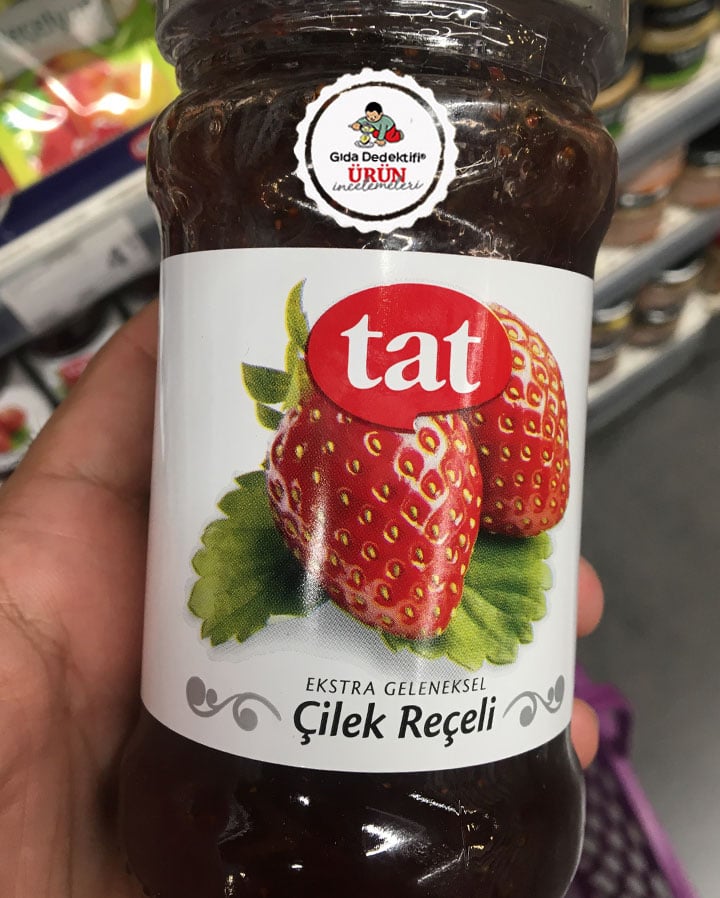 Gıda Dedektifi®
ÜRÜN
incelemeleri
tat
EKSTRA GELENEKSEL
Çilek Reçeli